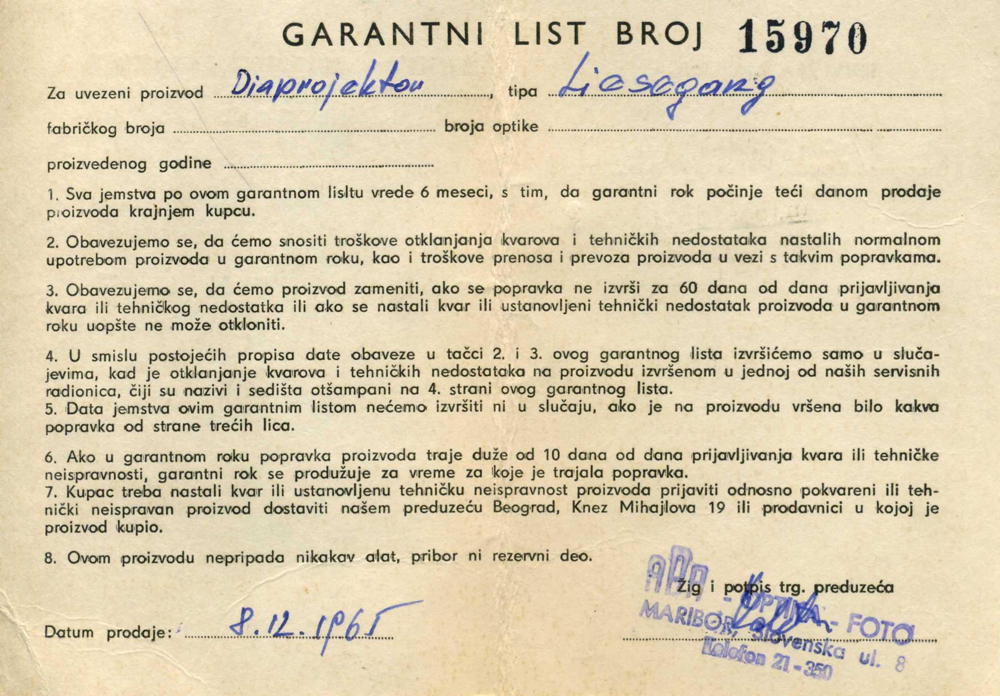 GARANTNI LIST BROJ 15970
Za uvezeni proizvod Diaprojektor, tipa Liesegang
fabričkog broja broja optike
proizvedenog godine
1. Sva jemstva po ovom garantnom lisltu vrede 6 meseci, s tim, da garantni rok počinje teći danom prodaje
proizvoda krajnjem kupcu.
2. Obavezujemo se, da ćemo snositi troškove otklanjanja kvarova i tehničkih nedostataka nastalih normalnom
upotrebom proizvoda u garantnom roku, kao i troškove prenosa i prevoza proizvoda u vezi s takvim popravkama.
3. Obavezujemo se, da ćemo proizvod zameniti, ako se popravka ne izvrši za 60 dana od dana prijavljivanja
kvara ili tehničkog nedostatka ili ako se nastali kvar ili ustanovljeni tehnički nedostatak proizvoda u garantnom
roku uopšte ne može otkloniti.
4. U smislu postojećih propisa date obaveze u tačci 2. i 3. ovog garantnog lista izvršićemo samo u sluča-
jevima, kad je otklanjanje kvarova i tehničkih nedostataka na proizvodu izvršenom u jednoj od naših servisnih
radionica, čiji su nazivi i sedišta otšampani na 4. strani ovog garantnog lista.
5. Data jemstva ovim garantnim listom nećemo izvršiti ni u slučaju, ako je na proizvodu vršena bilo kakva
popravka od strane trećih lica.
6. Ako u garantnom roku popravka proizvoda traje duže od 10 dana od dana prijavljivanja kvara ili tehničke
neispravnosti, garantni rok se produžuje za vreme za koje je trajala popravka.
7. Kupac treba nastali kvar ili ustanovljenu tehničku neispravnost proizvoda prijaviti odnosno pokvareni ili teh-
nički neispravan proizvod dostaviti našem preduzeću Beograd, Knez Mihajlova 19 ili prodavnici u kojoj je
proizvod kupio.
8. Ovom proizvodu nepripada nikakav alat, pribor ni rezervni deo.
Žig i potpis trg. preduzeća
- OPTIKA - FOTO
MARIBOR, Slovenska ul. 8
Telefon 21-350
Datum prodaje: 8.12.1965